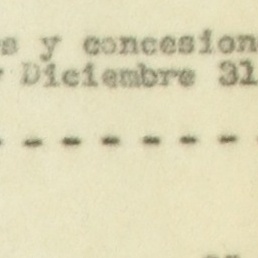 s y concesion
y Diciembre 31
- - - - - - -